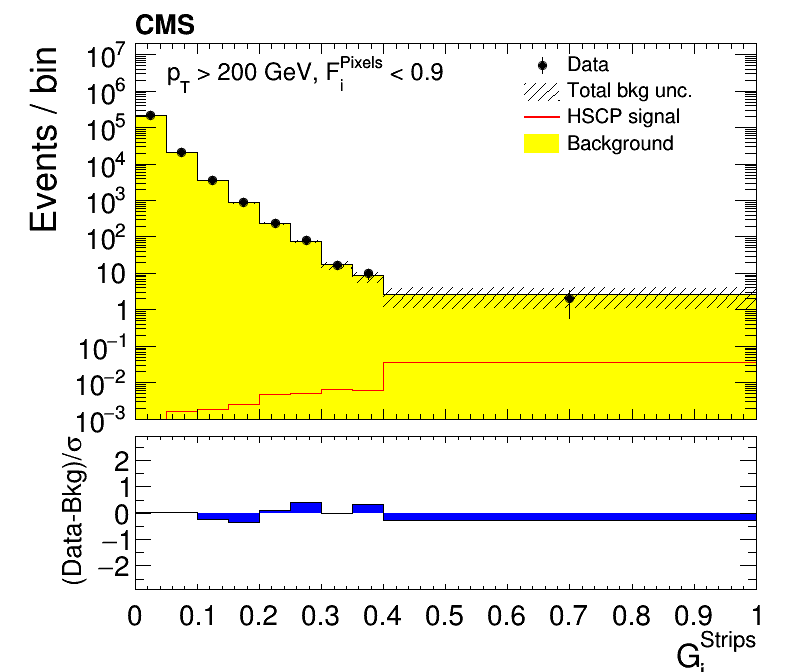 CMS
p_T > 200 GeV, F_i^Pixels < 0.9
Data
Total bkg unc.
HSCP signal
Background
Events / bin
10^7
10^6
10^5
10^4
10^3
10^2
10
1
10^−1
10^−2
10^−3
(Data-Bkg)/σ
2
1
0
−1
−2
0 0.1 0.2 0.3 0.4 0.5 0.6 0.7 0.8 0.9 1
G_i^Strips